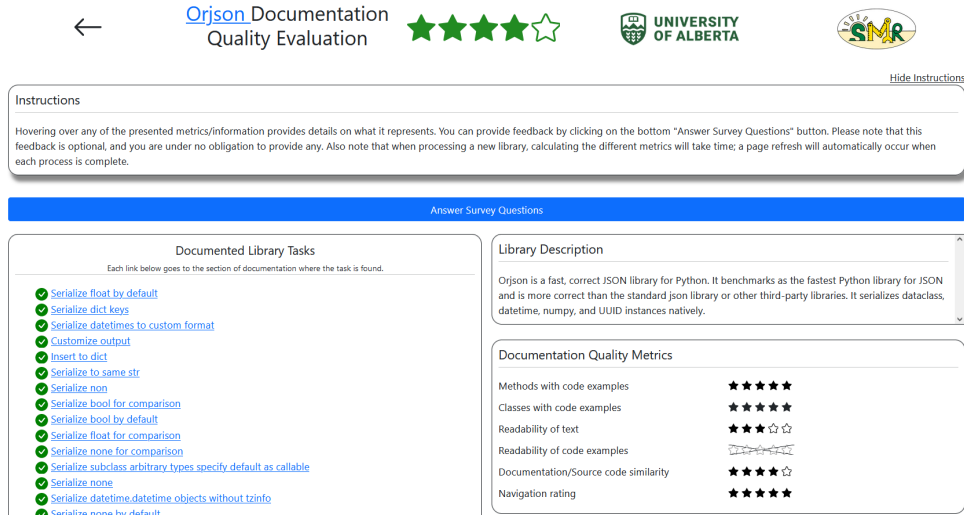 Orjson Documentation
Quality Evaluation
UNIVERSITY
OF ALBERTA
SMR
Hide Instructions
Instructions
Hovering over any of the presented metrics/information provides details on what it represents. You can provide feedback by clicking on the bottom "Answer Survey Questions" button. Please note that this
feedback is optional, and you are under no obligation to provide any. Also note that when processing a new library, calculating the different metrics will take time; a page refresh will automatically occur when
each process is complete.
Answer Survey Questions
Documented Library Tasks
Each link below goes to the section of documentation where the task is found.
Serialize float by default
Serialize dict keys
Serialize datetimes to custom format
Customize output
Insert to dict
Serialize to same str
Serialize non
Serialize bool for comparison
Serialize bool by default
Serialize float for comparison
Serialize none for comparison
Serialize subclass arbitrary types specify default as callable
Serialize none
Serialize datetime.datetime objects without tzinfo
Serialize none by default
Library Description
Orjson is a fast, correct JSON library for Python. It benchmarks as the fastest Python library for JSON
and is more correct than the standard json library or other third-party libraries. It serializes dataclass,
datetime, numpy, and UUID instances natively.
Documentation Quality Metrics
Methods with code examples
Classes with code examples
Readability of text
Readability of code examples
Documentation/Source code similarity
Navigation rating